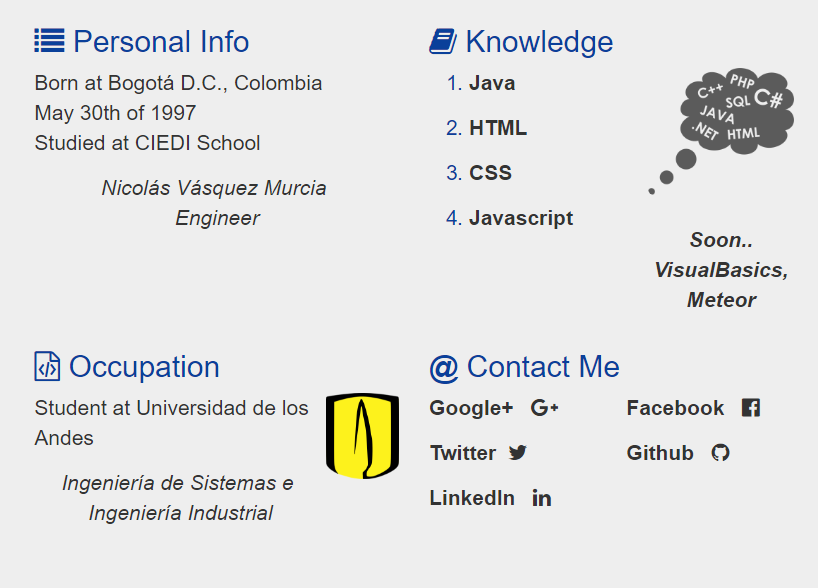 Personal Info
Born at Bogotá D.C., Colombia
May 30th of 1997
Studied at CIEDI School
Nicolás Vásquez Murcia
Engineer
Knowledge
1. Java
2. HTML
3. CSS
4. Javascript
C++ PHP
SQL C#
JAVA
.NET HTML
Soon..
VisualBasics,
Meteor
</> Occupation
Student at Universidad de los
Andes
Ingeniería de Sistemas e
Ingeniería Industrial
@ Contact Me
Google+ G+
Facebook f
Twitter
Github
LinkedIn in